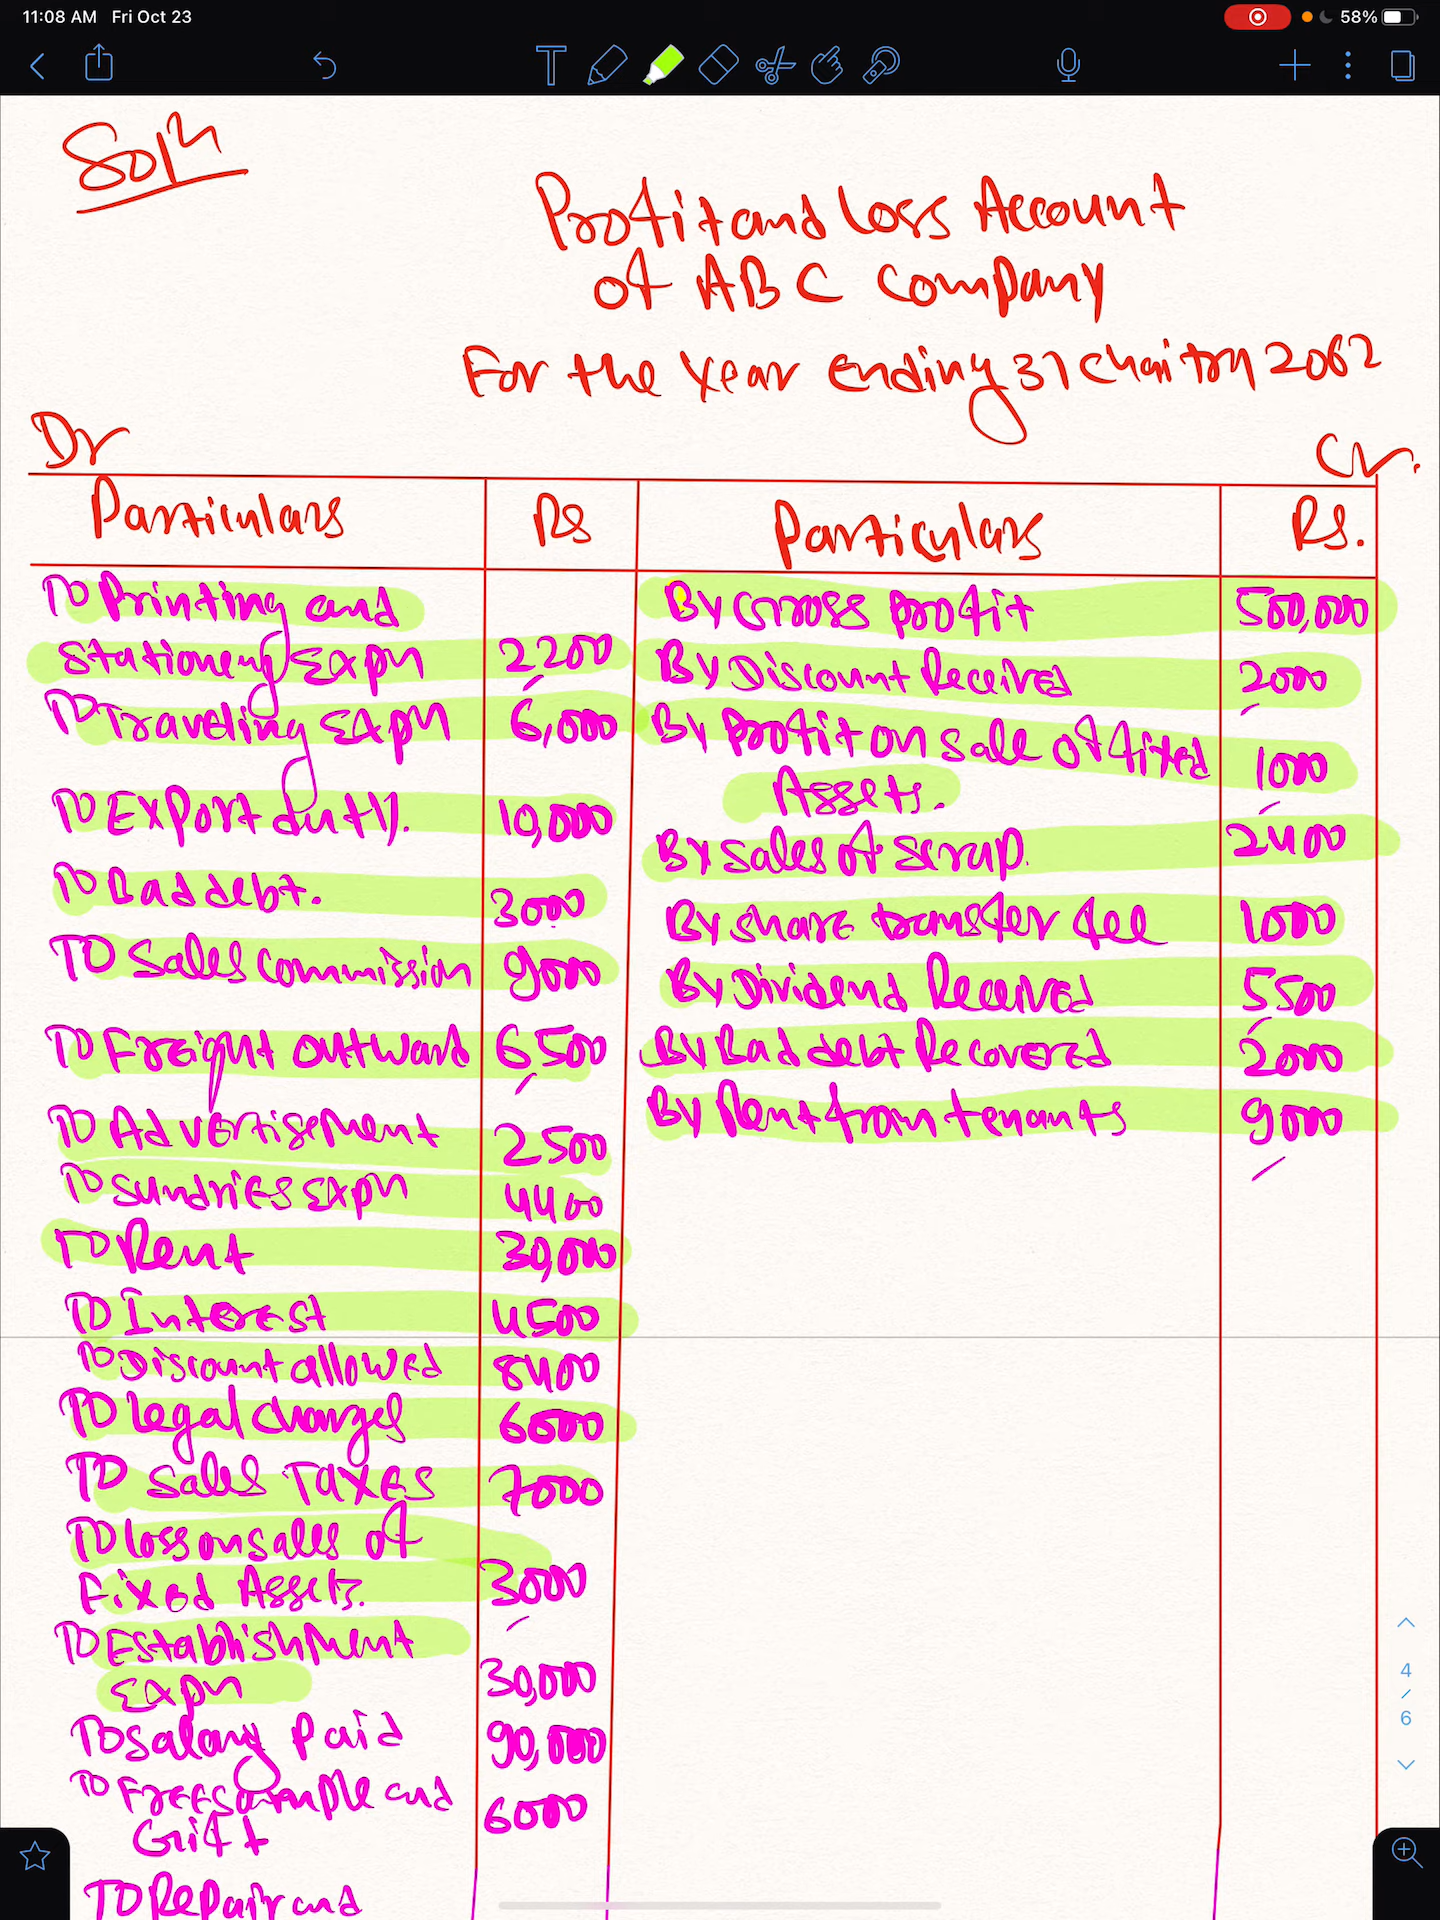 11:08 AM Fri Oct 23
58%
Soln
Profit and Loss Account
of ABC Company
For the Year Ending 31 Chaitra 2062
Dr
Cr.
Particulars Rs Particulars Rs.
To Printing and
Stationery Expn 2200
To Traveling Expn 6,000
To Export duty. 10,000
To Bad debt. 3000
To Sales Commission 9000
To Freight outward 6500
To Advertisement 2500
To Sundries Expn 4400
To Rent 30,000
To Interest 4500
To Discount allowed 8400
To legal charges 6000
To Sales Taxes 7000
To loss on sales of
Fixed Assets. 3000
To Establishment
Expn 30,000
To Salary Paid 90,000
To Free sample and
Gift 6000
To Repair and
By Gross profit 500,000
By Discount Received 2000
By Profit on sale of fixed
Assets. 1000
By sales of scrap. 2400
By share transfer fee 1000
By Dividend Received 5500
By Bad debt Recovered 2000
By Rent from tenants 9000
4
/
6